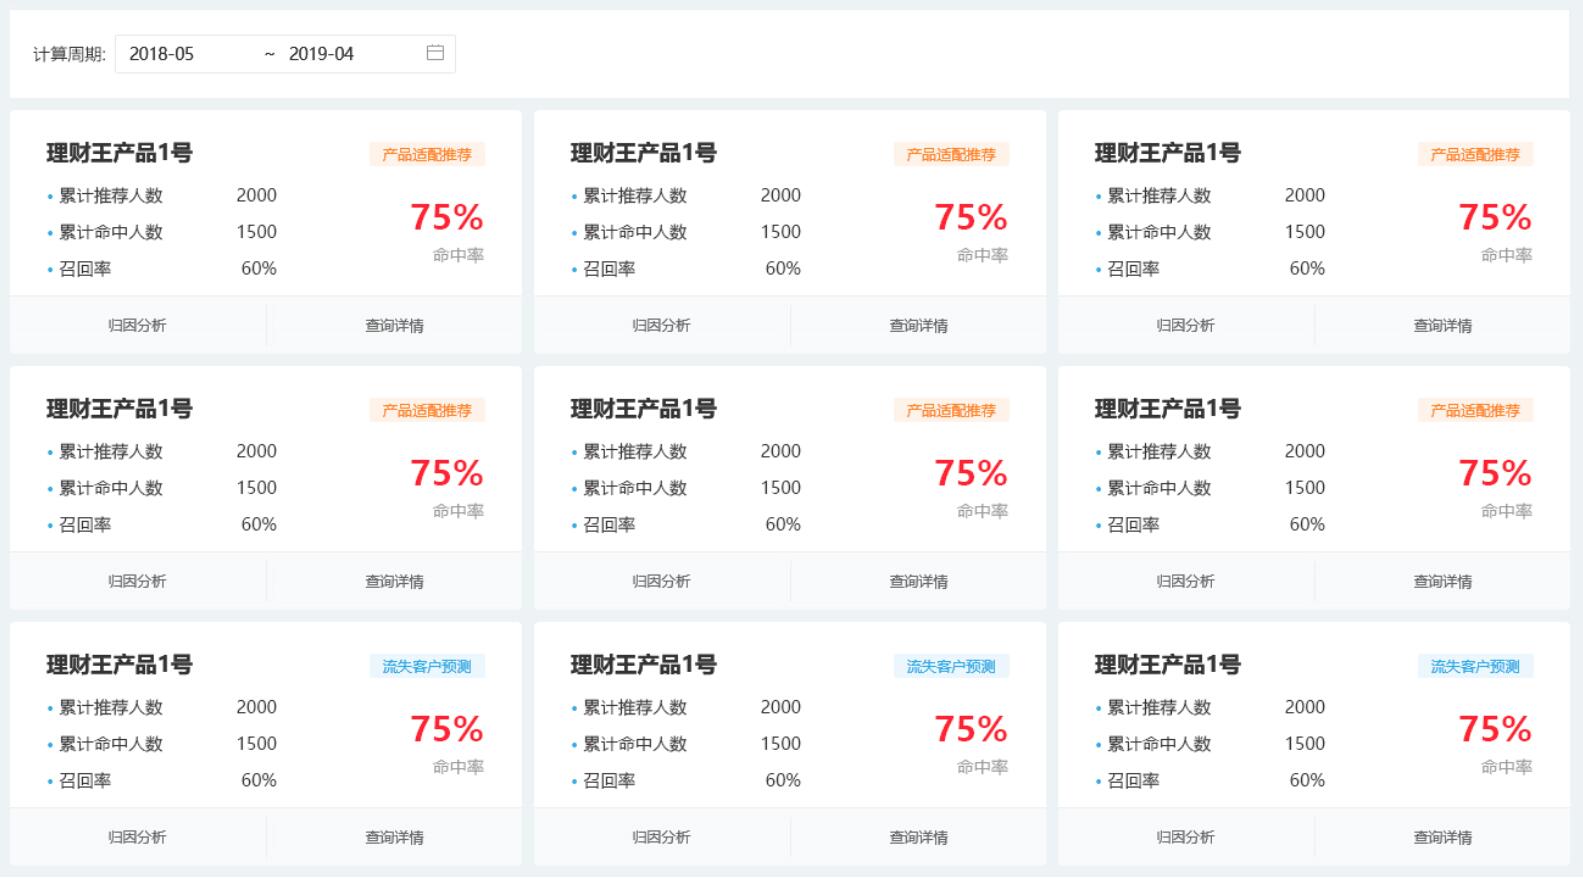 计算周期: 2018-05 ~ 2019-04
理财王产品1号 产品适配推荐
• 累计推荐人数 2000
• 累计命中人数 1500
• 召回率 60%
75%
命中率
归因分析 查询详情
理财王产品1号 产品适配推荐
• 累计推荐人数 2000
• 累计命中人数 1500
• 召回率 60%
75%
命中率
归因分析 查询详情
理财王产品1号 产品适配推荐
• 累计推荐人数 2000
• 累计命中人数 1500
• 召回率 60%
75%
命中率
归因分析 查询详情
理财王产品1号 产品适配推荐
• 累计推荐人数 2000
• 累计命中人数 1500
• 召回率 60%
75%
命中率
归因分析 查询详情
理财王产品1号 产品适配推荐
• 累计推荐人数 2000
• 累计命中人数 1500
• 召回率 60%
75%
命中率
归因分析 查询详情
理财王产品1号 产品适配推荐
• 累计推荐人数 2000
• 累计命中人数 1500
• 召回率 60%
75%
命中率
归因分析 查询详情
理财王产品1号 流失客户预测
• 累计推荐人数 2000
• 累计命中人数 1500
• 召回率 60%
75%
命中率
归因分析 查询详情
理财王产品1号 流失客户预测
• 累计推荐人数 2000
• 累计命中人数 1500
• 召回率 60%
75%
命中率
归因分析 查询详情
理财王产品1号 流失客户预测
• 累计推荐人数 2000
• 累计命中人数 1500
• 召回率 60%
75%
命中率
归因分析 查询详情